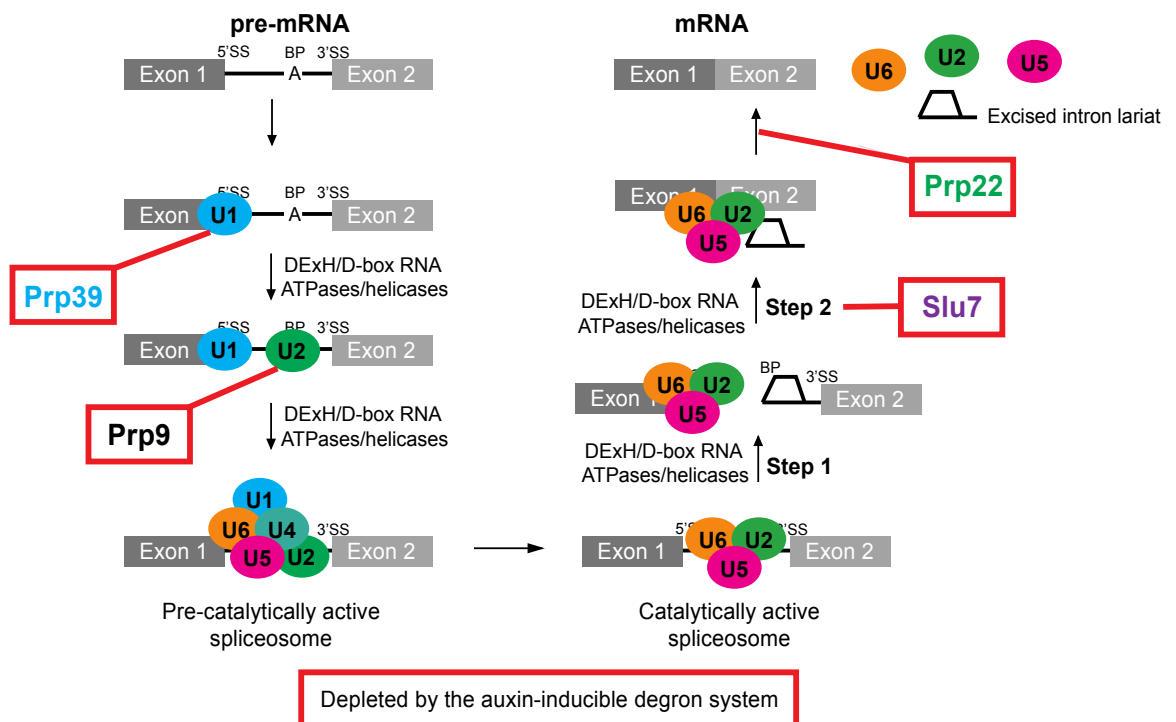 pre-mRNA
5'SS BP 3'SS
Exon 1 A Exon 2
5'SS BP 3'SS
Exon U1 A Exon 2
Prp39
DExH/D-box RNA
ATPases/helicases
5'SS BP 3'SS
Exon U1 U2 Exon 2
Prp9
DExH/D-box RNA
ATPases/helicases
U1
U6 U4 3'SS
Exon 1 U5 U2 Exon 2
Pre-catalytically active
spliceosome
mRNA
Exon 1 Exon 2
U6 U2 U5
Excised intron lariat
Prp22
Exon 1 Exon 2
U6 U2
U5
DExH/D-box RNA
ATPases/helicases
Step 2
Slu7
BP 3'SS
Exon 1 U6 U2 Exon 2
U5
DExH/D-box RNA
ATPases/helicases
Step 1
5'S 3'SS
Exon 1 U6 U2 Exon 2
U5
Catalytically active
spliceosome
Depleted by the auxin-inducible degron system